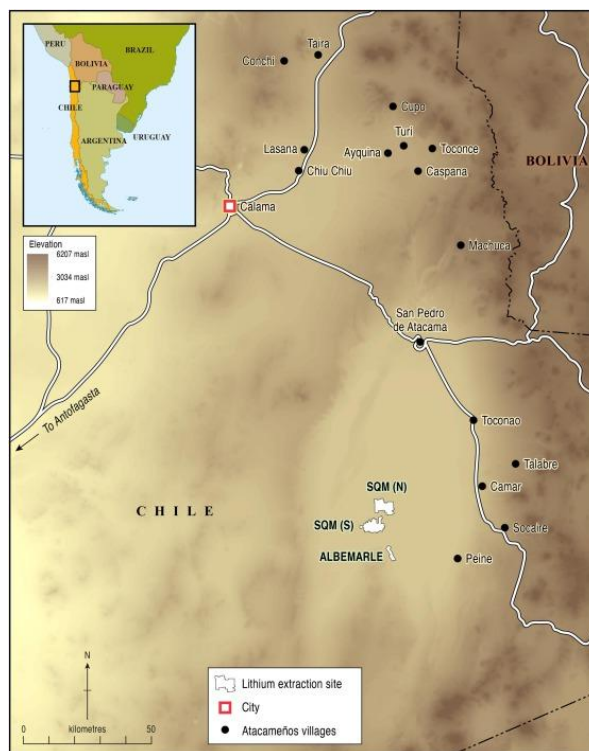 PERU
BRAZIL
BOLIVIA
PARAGUAY
CHILE
ARGENTINA
URUGUAY
Elevation
6207 masl
3034 masl
617 masl
Taira
Conchi
Cupo
Turi
Lasana
Ayquina
Toconce
Chiu Chiu
Caspana
BOLIVIA
Calama
Machuca
San Pedro
de Atacama
To Antofagasta
Toconao
Talabre
SQM (N)
Camar
CHILE
SQM (S)
Socaire
ALBEMARLE
Peine
N
kilometres
0 50
Lithium extraction site
City
Atacameños villages